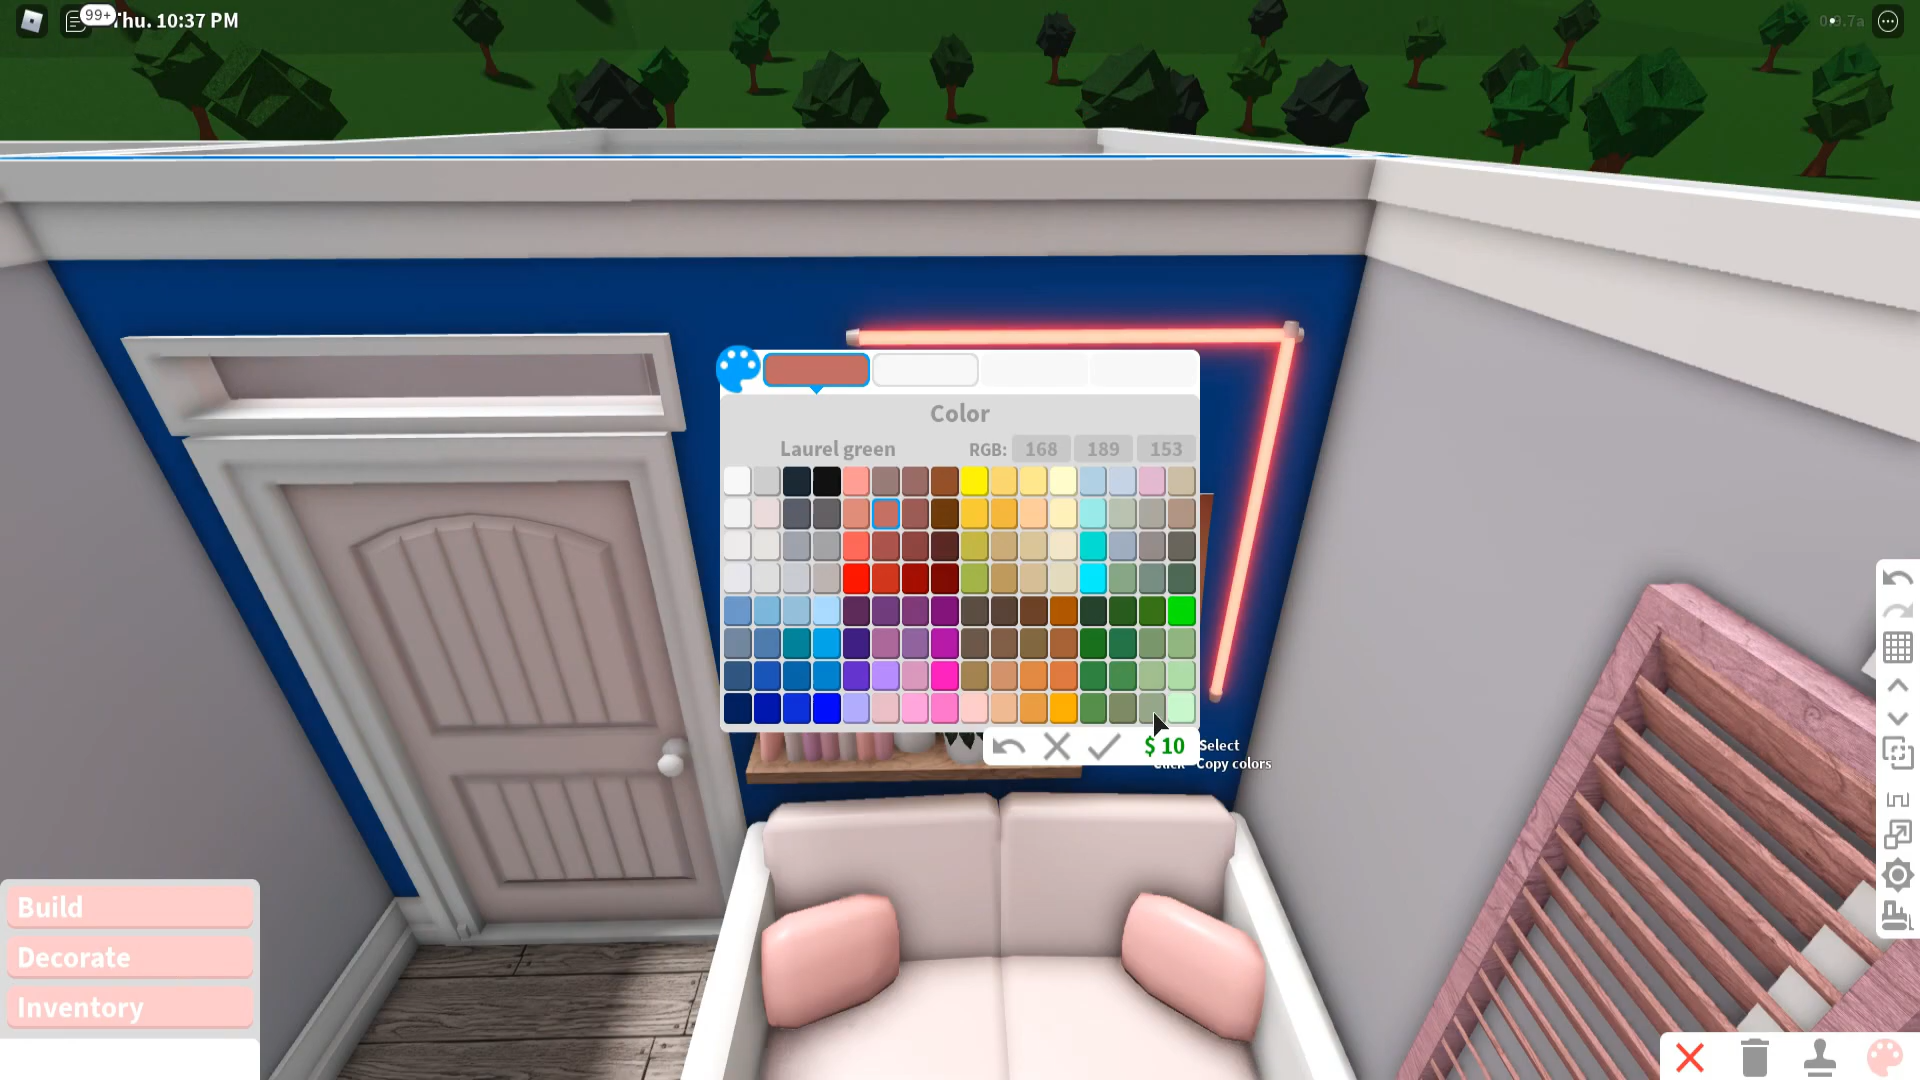 99+
Thu. 10:37 PM
Color
Laurel green
RGB: 168 189 153
$ 10
Select
Click Copy colors
Build
Decorate
Inventory